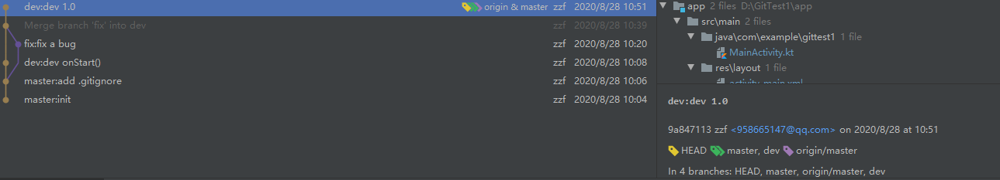 dev:dev 1.0 origin & master zzf 2020/8/28 10:51
Merge branch 'fix' into dev zzf 2020/8/28 10:39
fix:fix a bug zzf 2020/8/28 10:20
dev:dev onStart() zzf 2020/8/28 10:08
master:add .gitignore zzf 2020/8/28 10:06
master:init zzf 2020/8/28 10:04
app 2 files D:\GitTest1\app
src\main 2 files
java\com\example\gittest1 1 file
MainActivity.kt
res\layout 1 file
activity_main.xml
dev:dev 1.0
9a847113 zzf <958665147@qq.com> on 2020/8/28 at 10:51
HEAD master, dev origin/master
In 4 branches: HEAD, master, origin/master, dev